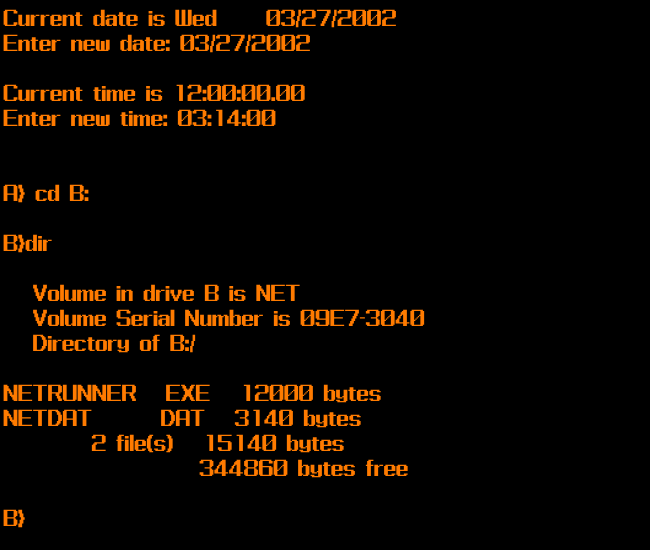 Current date is Wed 03/27/2002
Enter new date: 03/27/2002
Current time is 12:00:00.00
Enter new time: 03:14:00
A} cd B:
B}dir
Volume in drive B is NET
Volume Serial Number is 09E7-3040
Directory of B:/
NETRUNNER EXE 12000 bytes
NETDAT DAT 3140 bytes
2 file(s) 15140 bytes
344860 bytes free
B}